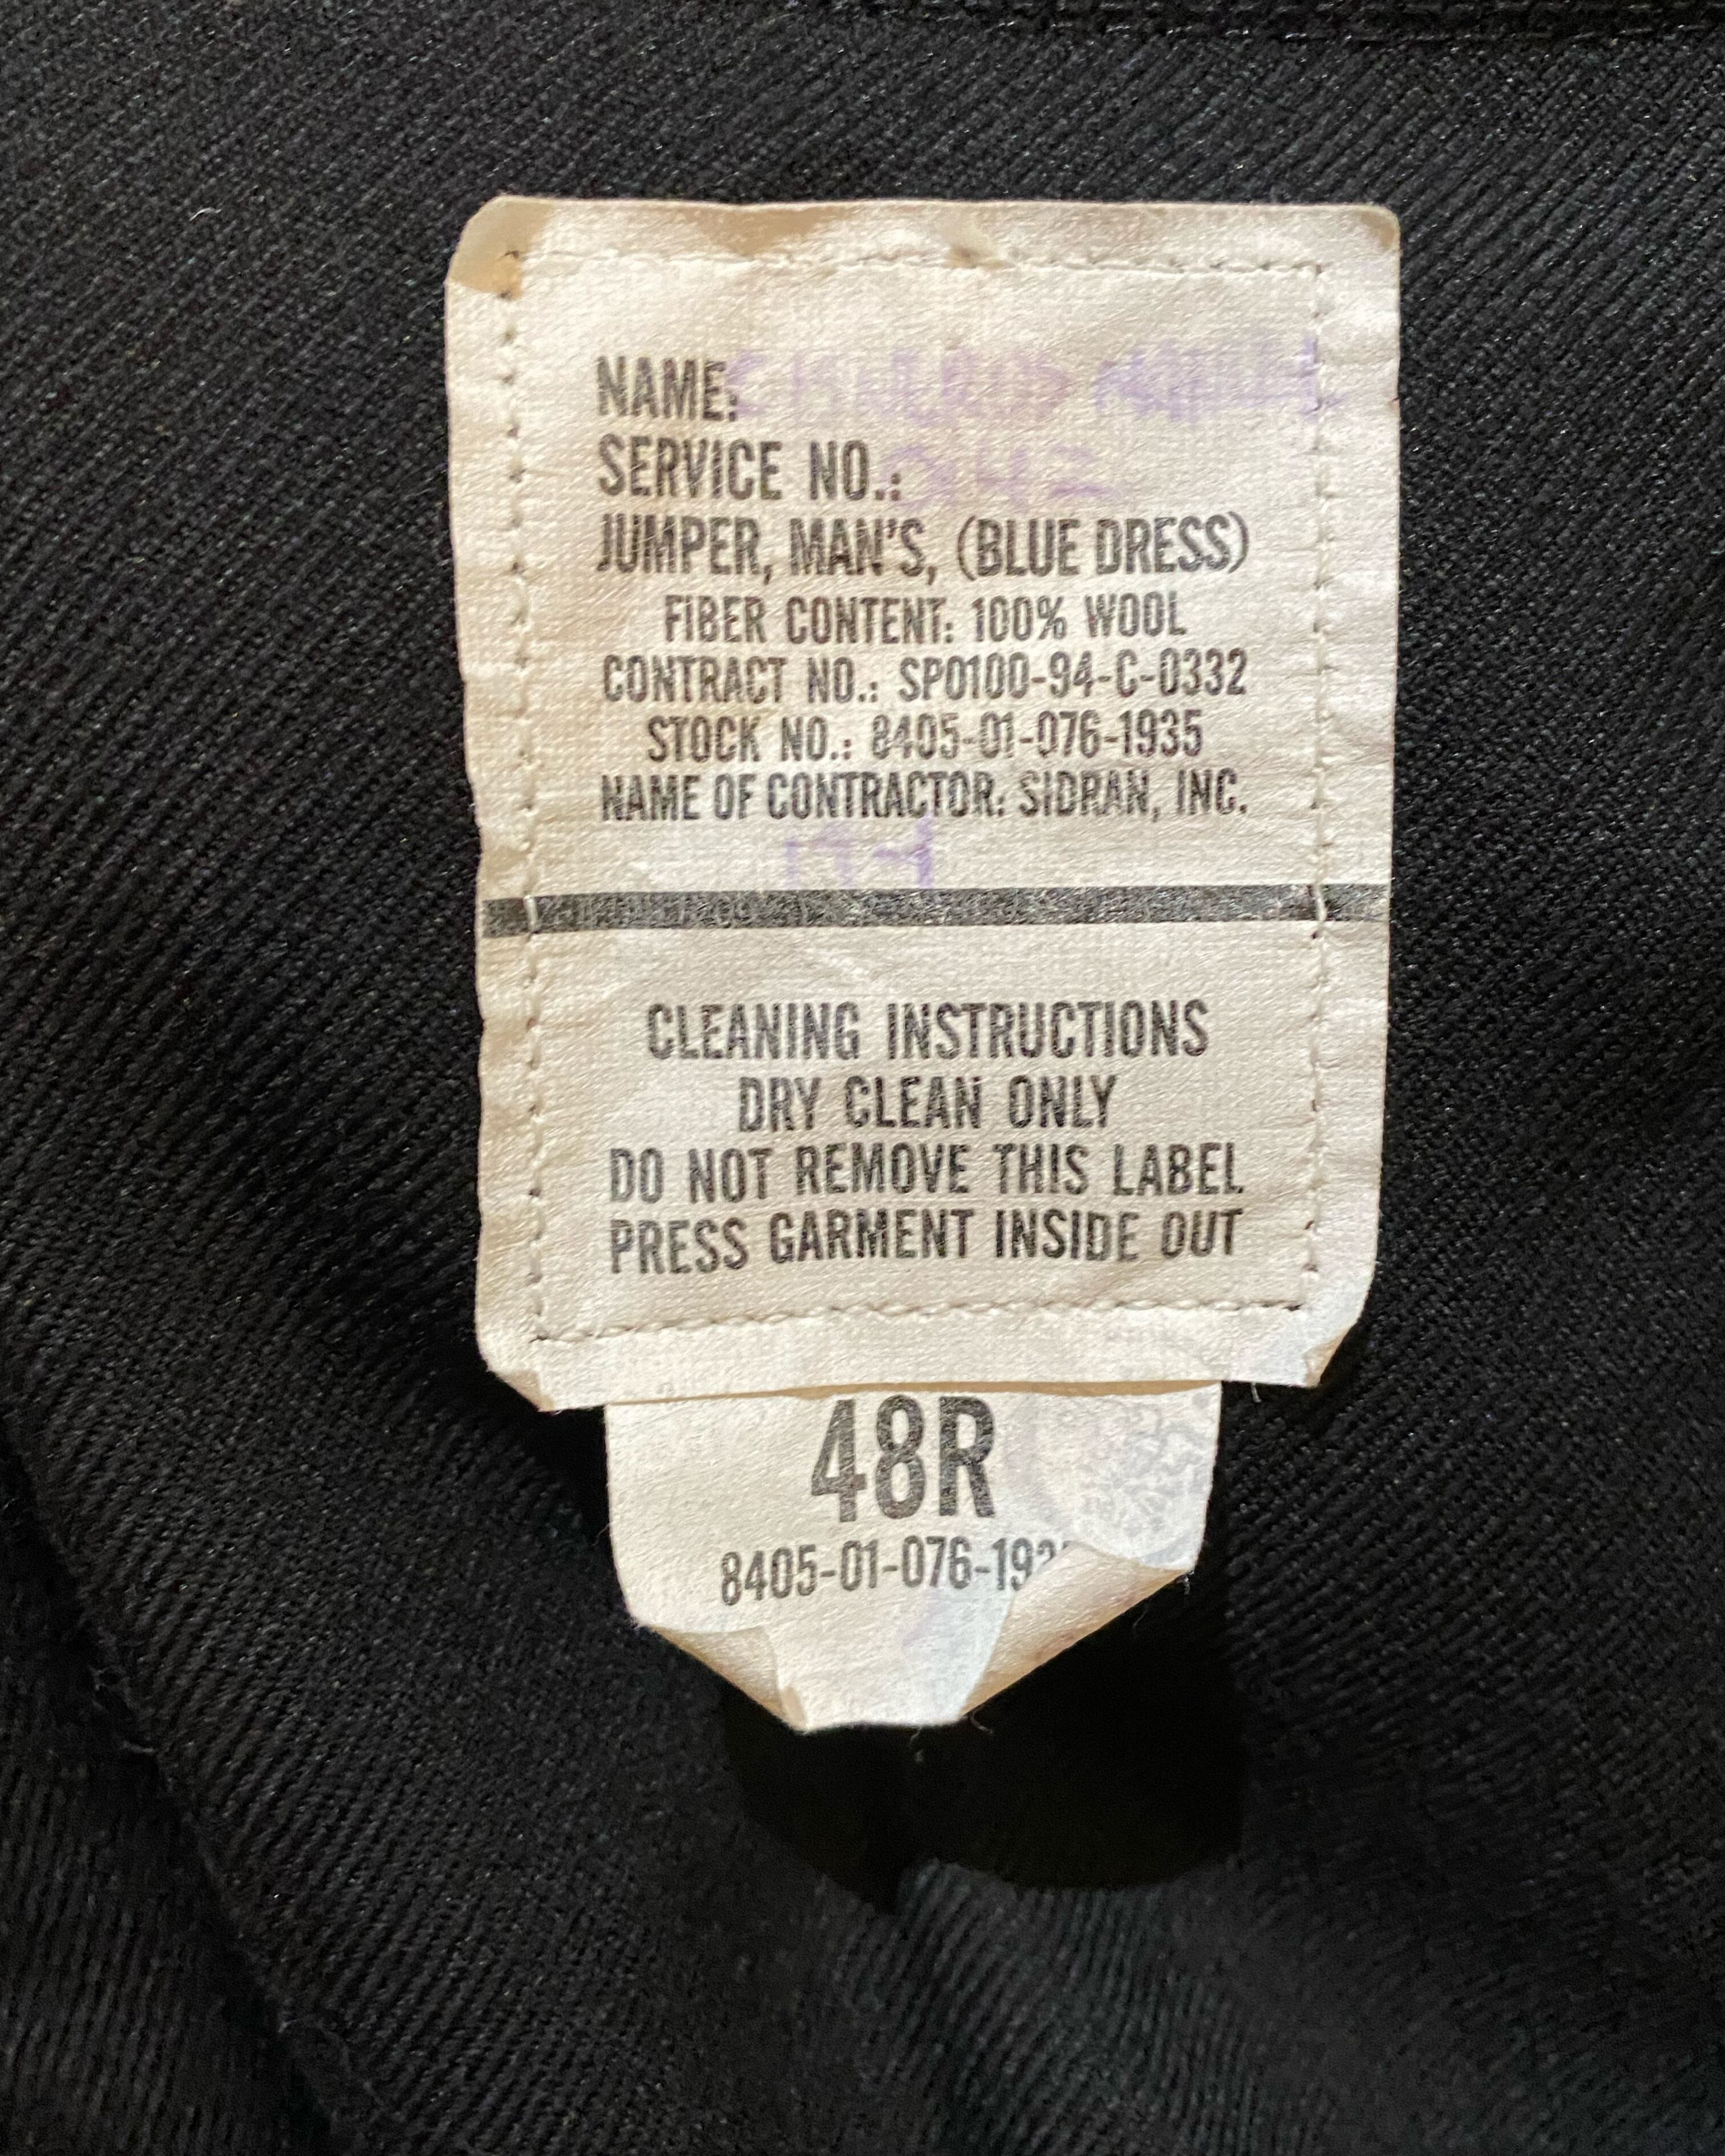 NAME:
SERVICE NO.:
JUMPER, MAN'S, (BLUE DRESS)
FIBER CONTENT: 100% WOOL
CONTRACT NO.: SP0100-94-C-0332
STOCK NO.: 8405-01-076-1935
NAME OF CONTRACTOR: SIDRAN, INC.
CLEANING INSTRUCTIONS
DRY CLEAN ONLY
DO NOT REMOVE THIS LABEL
PRESS GARMENT INSIDE OUT
48R